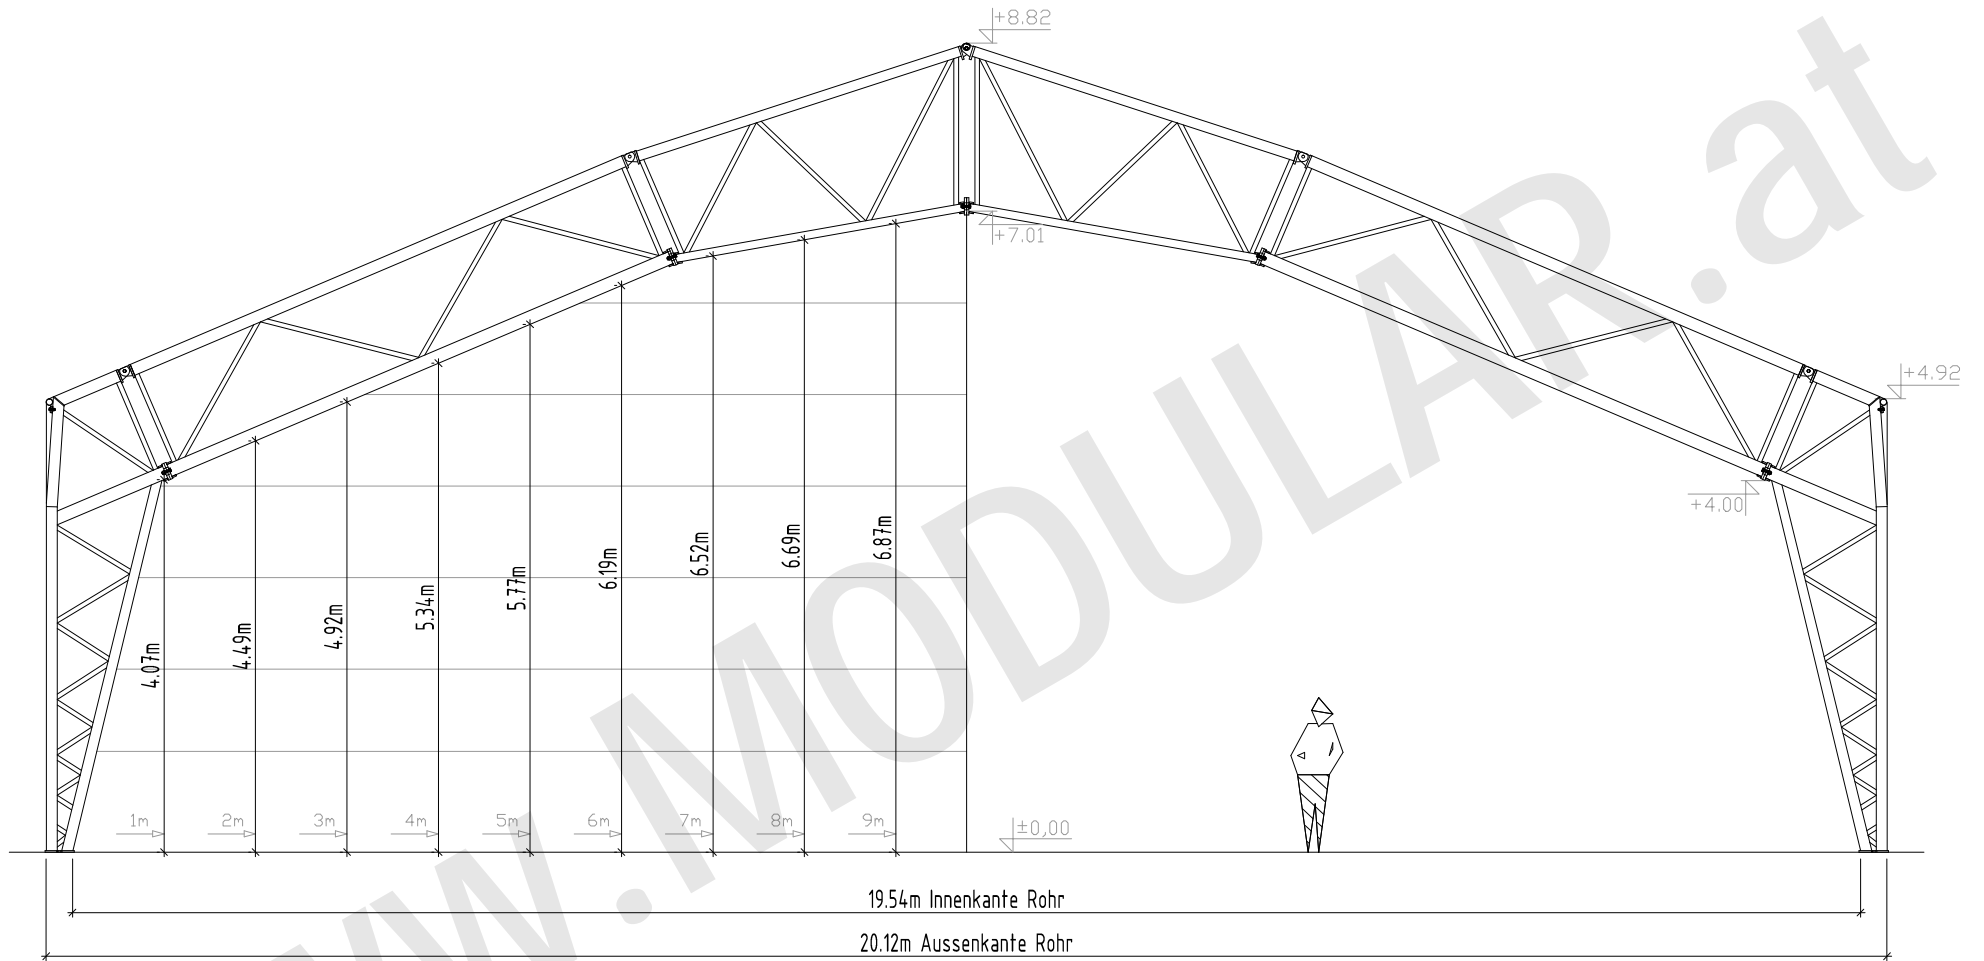 +8.82
+7.01
+4.92
+4.00
4.07m
4.49m
4.92m
5.34m
5.77m
6.19m
6.52m
6.69m
6.87m
1m
2m
3m
4m
5m
6m
7m
8m
9m
±0,00
19.54m Innenkante Rohr
20.12m Aussenkante Rohr
ww.MODULAR.at